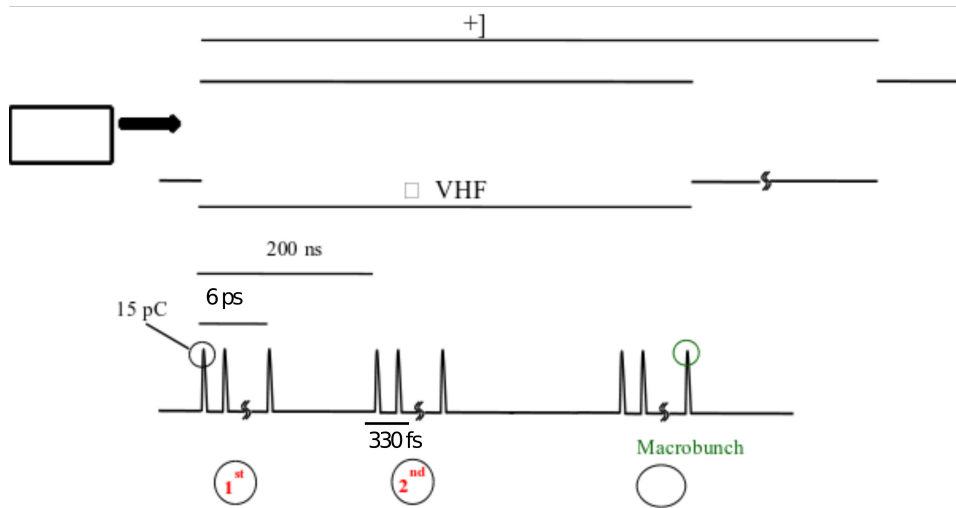 +]
□ VHF
200 ns
6 ps
15 pC
330 fs
Macrobunch
1st
2nd